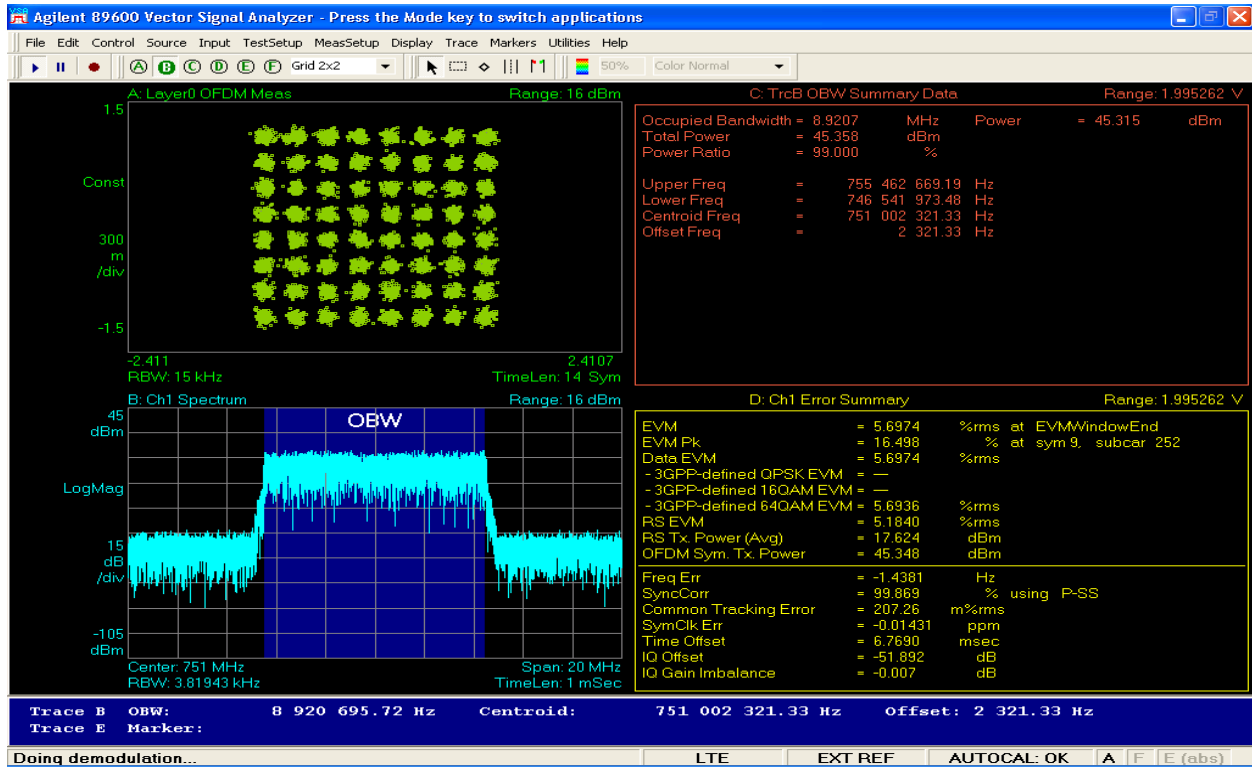 Agilent 89600 Vector Signal Analyzer - Press the Mode key to switch applications
File Edit Control Source Input TestSetup MeasSetup Display Trace Markers Utilities Help
A B C D E F Grid 2x2 50% Color Normal
A: Layer0 OFDM Meas Range: 16 dBm
1.5
Const
300
m
/div
-1.5
-2.411 2.4107
RBW: 15 kHz TimeLen: 14 Sym
C: TrcB OBW Summary Data Range: 1.995262 V
Occupied Bandwidth = 8.9207 MHz Power = 45.315 dBm
Total Power = 45.358 dBm
Power Ratio = 99.000 %
Upper Freq = 755 462 669.19 Hz
Lower Freq = 746 541 973.48 Hz
Centroid Freq = 751 002 321.33 Hz
Offset Freq = 2 321.33 Hz
B: Ch1 Spectrum Range: 16 dBm
45
dBm
OBW
LogMag
15
dB
/div
-105
dBm
Center: 751 MHz Span: 20 MHz
RBW: 3.81943 kHz TimeLen: 1 mSec
D: Ch1 Error Summary Range: 1.995262 V
EVM = 5.6974 %rms at EVMWindowEnd
EVM Pk = 16.498 % at sym 9, subcar 252
Data EVM = 5.6974 %rms
- 3GPP-defined QPSK EVM = —
- 3GPP-defined 16QAM EVM = —
- 3GPP-defined 64QAM EVM = 5.6936 %rms
RS EVM = 5.1840 %rms
RS Tx. Power (Avg) = 17.624 dBm
OFDM Sym. Tx. Power = 45.348 dBm
Freq Err = -1.4381 Hz
SyncCorr = 99.869 % using P-SS
Common Tracking Error = 207.26 m%rms
SymClk Err = -0.01431 ppm
Time Offset = 6.7690 msec
IQ Offset = -51.892 dB
IQ Gain Imbalance = -0.007 dB
Trace B OBW: 8 920 695.72 Hz Centroid: 751 002 321.33 Hz Offset: 2 321.33 Hz
Trace E Marker:
Doing demodulation... LTE EXT REF AUTOCAL: OK A F E (abs)